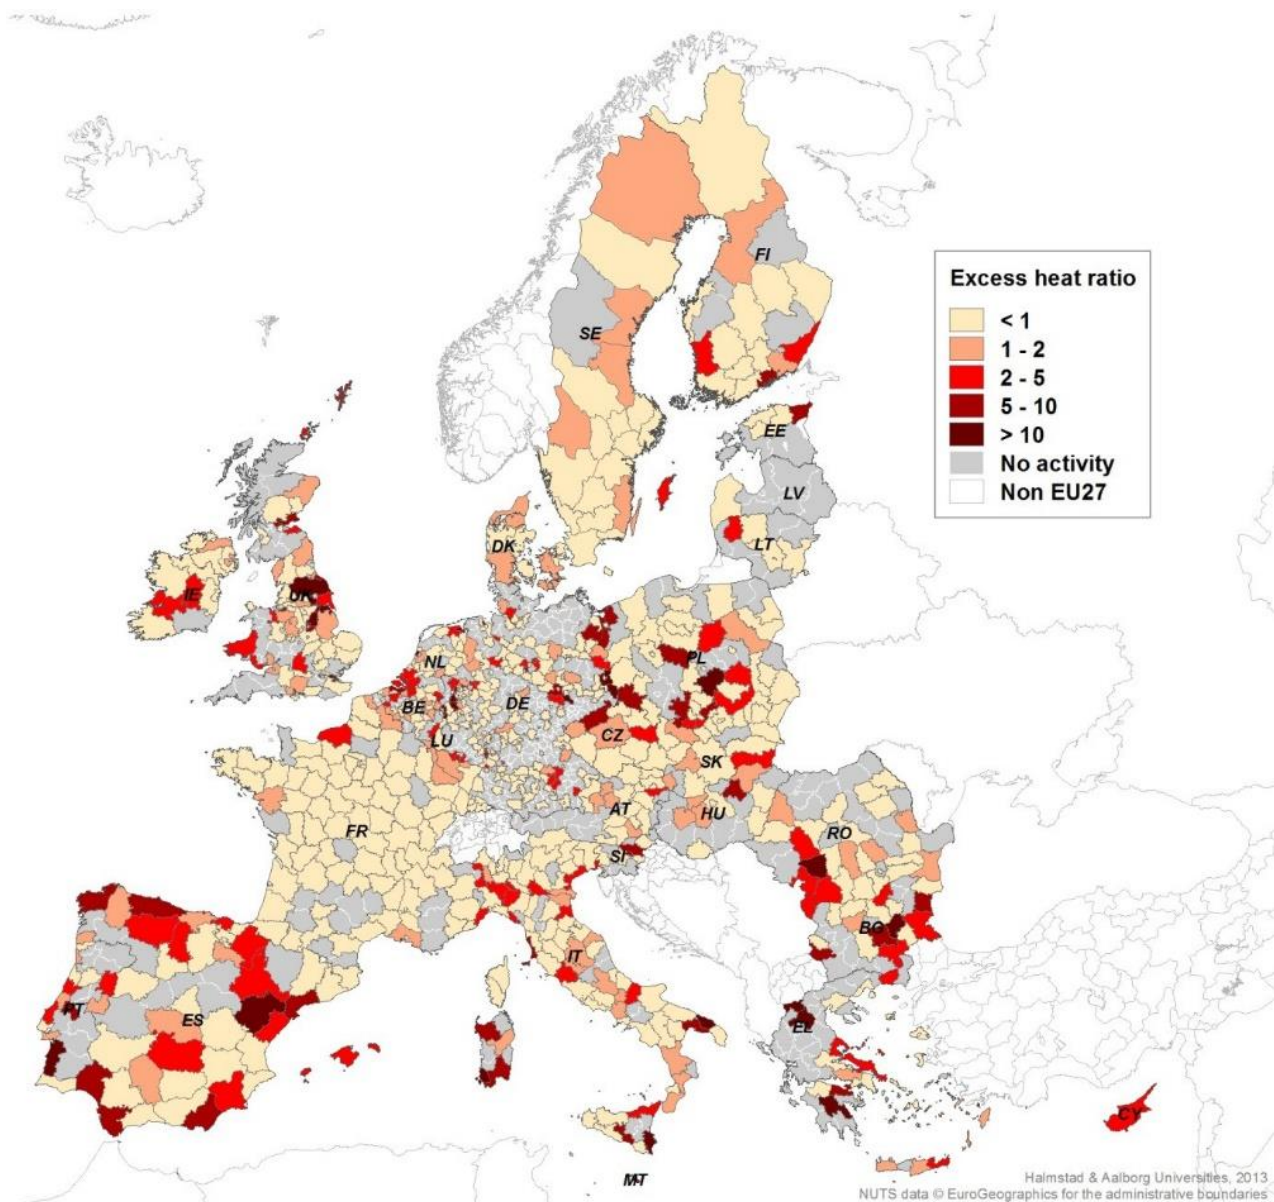 FI
Excess heat ratio
< 1
1 - 2
2 - 5
5 - 10
> 10
No activity
Non EU27
SE
EE
LV
LT
DK
IE
UK
NL
PL
BE
DE
LU
CZ
SK
AT
HU
FR
SI
RO
BG
IT
PT
ES
EL
CY
MT
Halmstad & Aalborg Universities, 2013
NUTS data © EuroGeographics for the administrative boundaries